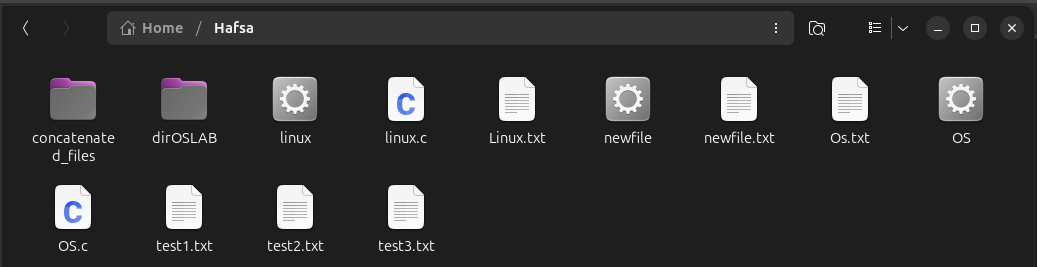 Home / Hafsa
concatenate
d_files
dirOSLAB
linux
linux.c
Linux.txt
newfile
newfile.txt
Os.txt
OS
OS.c
test1.txt
test2.txt
test3.txt